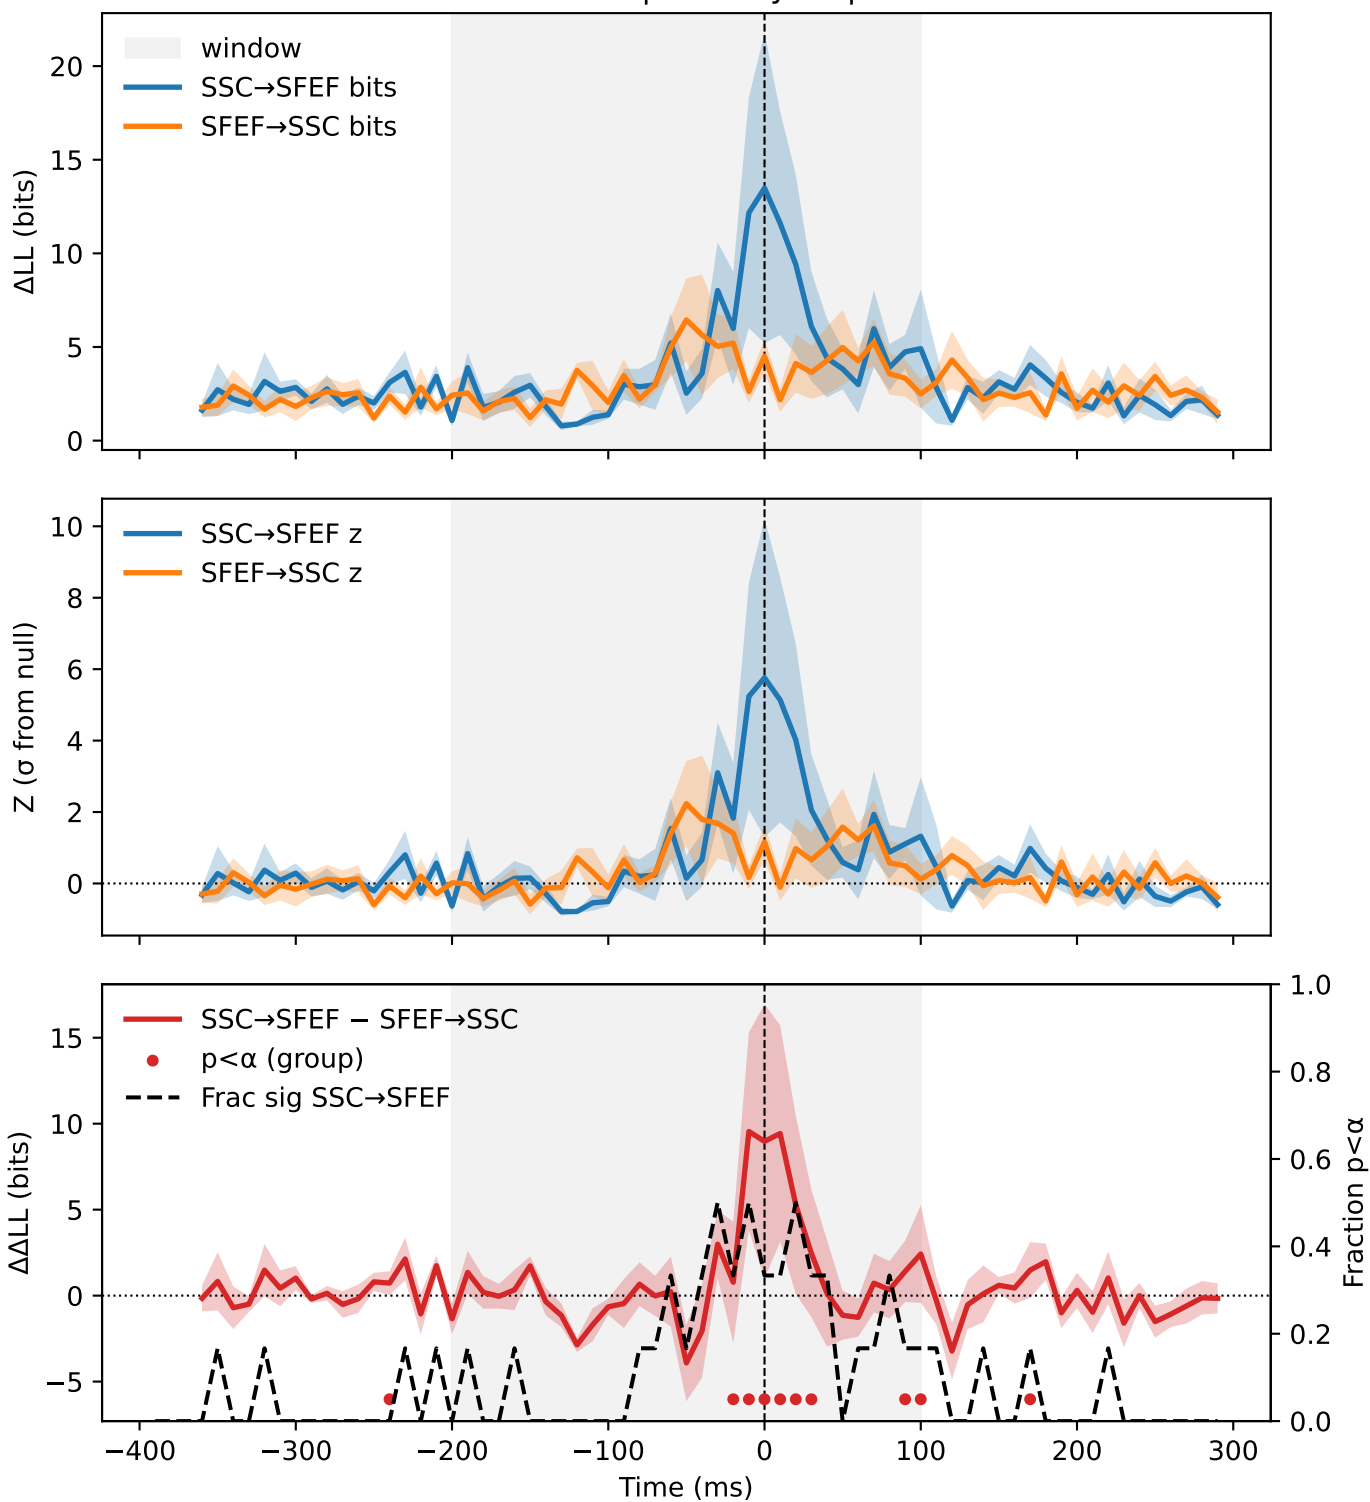 window
SSC→SFEF bits
SFEF→SSC bits
ΔLL (bits)
20
15
10
5
0
SSC→SFEF z
SFEF→SSC z
Z (σ from null)
10
8
6
4
2
0
SSC→SFEF − SFEF→SSC
p<α (group)
Frac sig SSC→SFEF
ΔΔLL (bits)
15
10
5
0
−5
1.0
0.8
0.6
0.4
0.2
0.0
Fraction p<α
−400 −300 −200 −100 0 100 200 300
Time (ms)